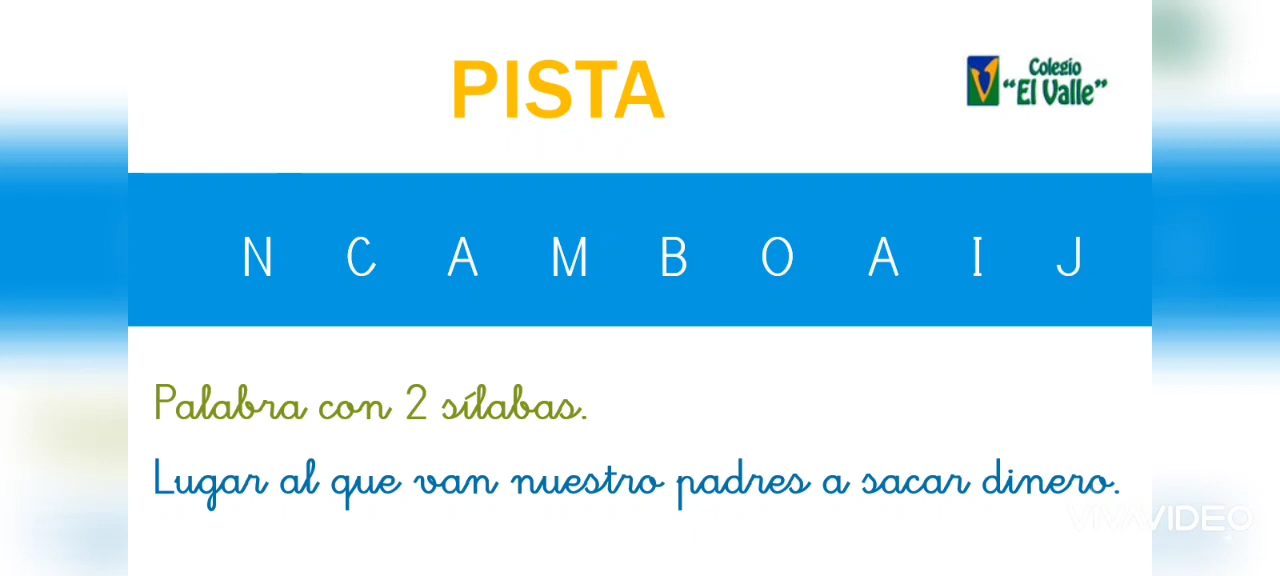 PISTA
Colegio
"El Valle"
N C A M B O A I J
Palabra con 2 sílabas.
Lugar al que van nuestro padres a sacar dinero.
VIVAVIDEO